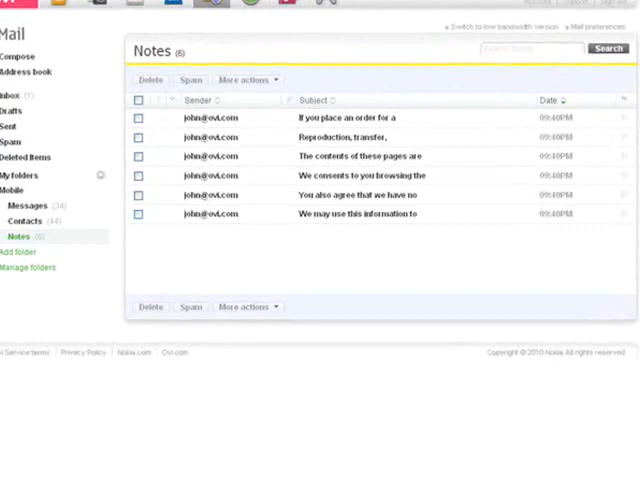 Account | Support | Sign out
Mail
» Switch to low bandwidth version » Mail preferences
Compose
Address book
Inbox (1)
Drafts
Sent
Spam
Deleted Items
My folders
Mobile
Messages (34)
Contacts (44)
Notes (6)
Add folder
Manage folders
Notes (6)
Search
Delete Spam More actions
Sender Subject Date
john@ovi.com If you place an order for a 09:40PM
john@ovi.com Reproduction, transfer, 09:40PM
john@ovi.com The contents of these pages are 09:40PM
john@ovi.com We consents to you browsing the 09:40PM
john@ovi.com You also agree that we have no 09:40PM
john@ovi.com We may use this information to 09:40PM
Delete Spam More actions
Service terms | Privacy Policy | Nokia.com | Ovi.com
Copyright © 2010 Nokia All rights reserved